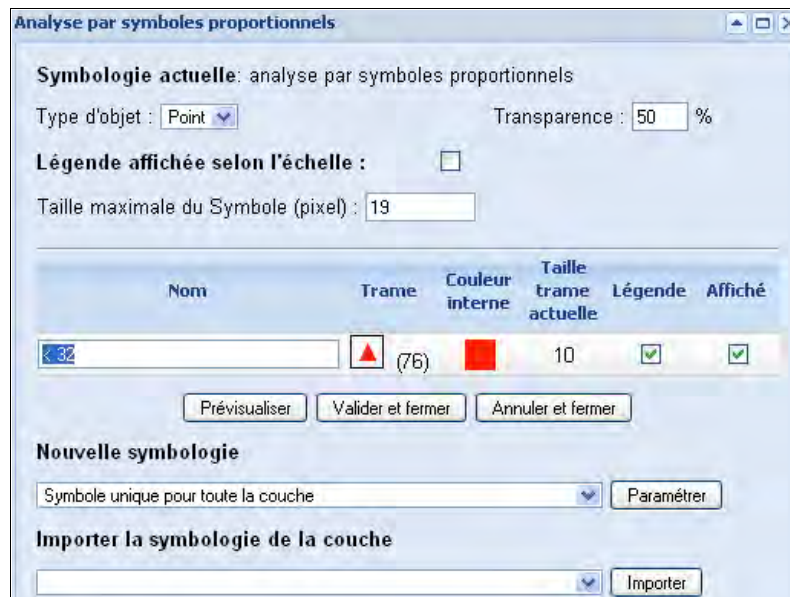 Analyse par symboles proportionnels
Symbologie actuelle: analyse par symboles proportionnels
Type d'objet : Point Transparence : 50 %
Légende affichée selon l'échelle :
Taille maximale du Symbole (pixel) : 19
Nom Trame Couleur interne Taille trame actuelle Légende Affiché
< 32 (76) 10
Prévisualiser Valider et fermer Annuler et fermer
Nouvelle symbologie
Symbole unique pour toute la couche Paramétrer
Importer la symbologie de la couche
Importer